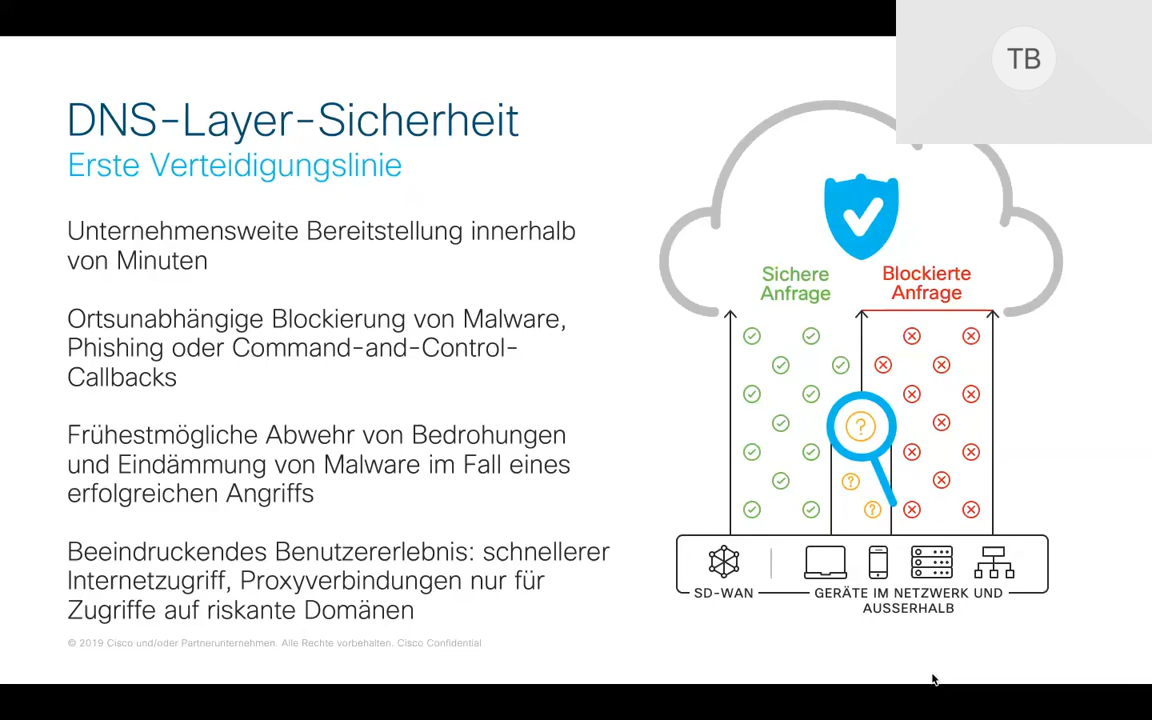 TB
DNS-Layer-Sicherheit
Erste Verteidigungslinie
Unternehmensweite Bereitstellung innerhalb
von Minuten
Ortsunabhängige Blockierung von Malware,
Phishing oder Command-and-Control-
Callbacks
Frühestmögliche Abwehr von Bedrohungen
und Eindämmung von Malware im Fall eines
erfolgreichen Angriffs
Beeindruckendes Benutzererlebnis: schnellerer
Internetzugriff, Proxyverbindungen nur für
Zugriffe auf riskante Domänen
© 2019 Cisco und/oder Partnerunternehmen. Alle Rechte vorbehalten. Cisco Confidential
Sichere
Anfrage
Blockierte
Anfrage
SD-WAN
GERÄTE IM NETZWERK UND
AUSSERHALB